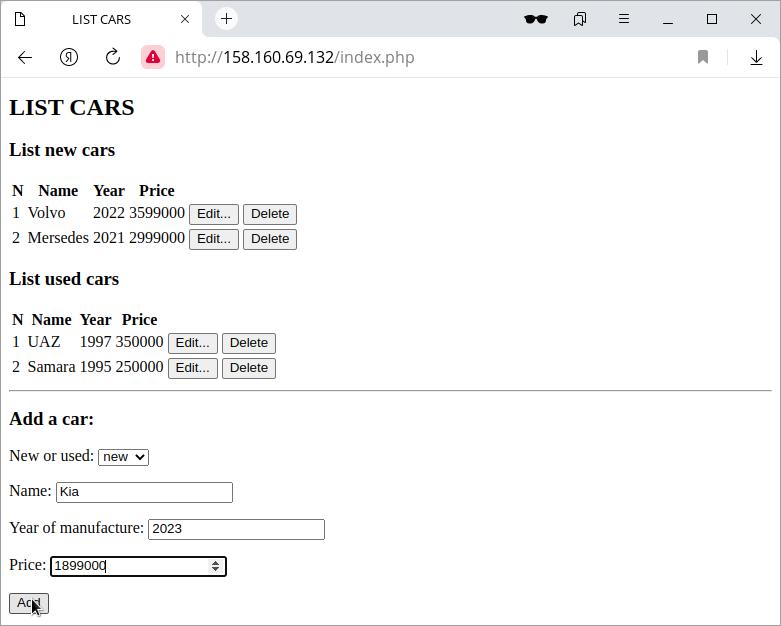 LIST CARS
http://158.160.69.132/index.php
LIST CARS
List new cars
N Name Year Price
1 Volvo 2022 3599000 Edit... Delete
2 Mersedes 2021 2999000 Edit... Delete
List used cars
N Name Year Price
1 UAZ 1997 350000 Edit... Delete
2 Samara 1995 250000 Edit... Delete
Add a car:
New or used: new
Name: Kia
Year of manufacture: 2023
Price: 1899000
Add